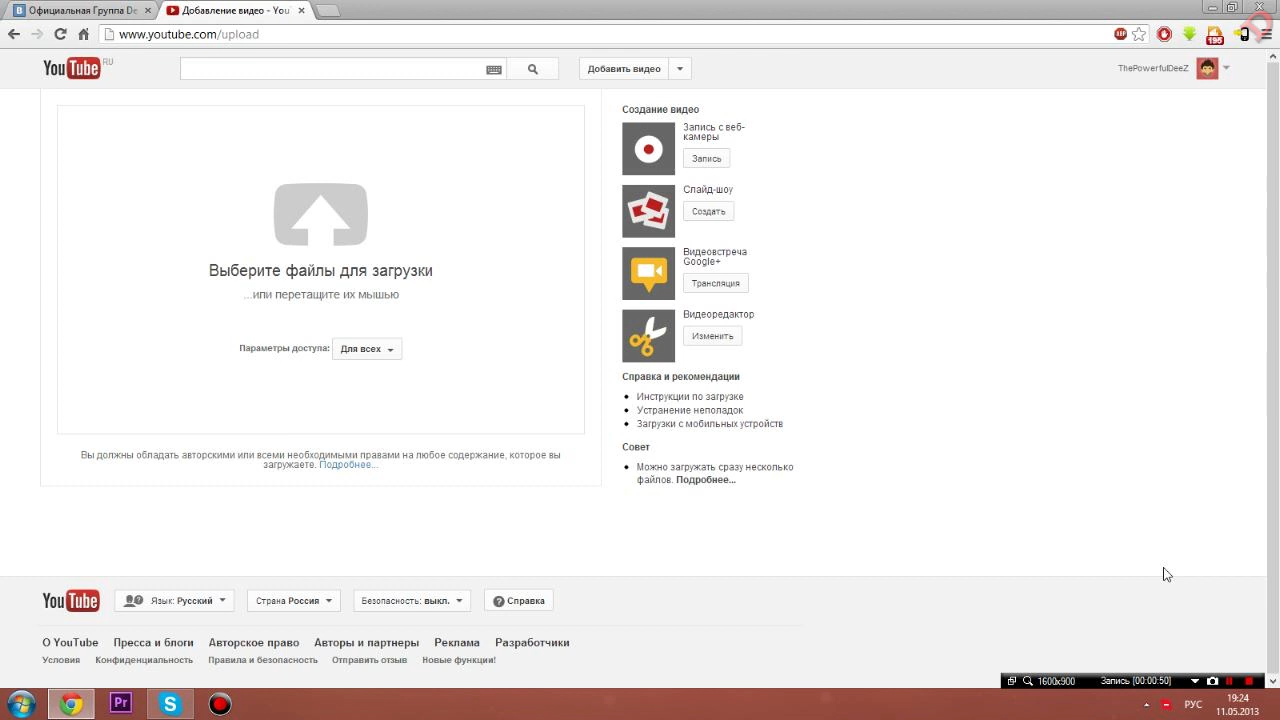 Официальная Группа De
Добавление видео - You
www.youtube.com/upload
195
YouTube RU
Добавить видео
ThePowerfulDeeZ
Выберите файлы для загрузки
...или перетащите их мышью
Параметры доступа: Для всех
Вы должны обладать авторскими или всеми необходимыми правами на любое содержание, которое вы
загружаете. Подробнее...
Создание видео
Запись с веб-
камеры
Запись
Слайд-шоу
Создать
Видеовстреча
Google+
Трансляция
Видеоредактор
Изменить
Справка и рекомендации
Инструкции по загрузке
Устранение неполадок
Загрузки с мобильных устройств
Совет
Можно загружать сразу несколько
файлов. Подробнее...
YouTube
Язык: Русский
Страна Россия
Безопасность: выкл.
Справка
О YouTube Пресса и блоги Авторское право Авторы и партнеры Реклама Разработчики
Условия Конфиденциальность Правила и безопасность Отправить отзыв Новые функции!
1600x900 Запись [00:00.50]
Pr
РУС
19:24
11.05.2013